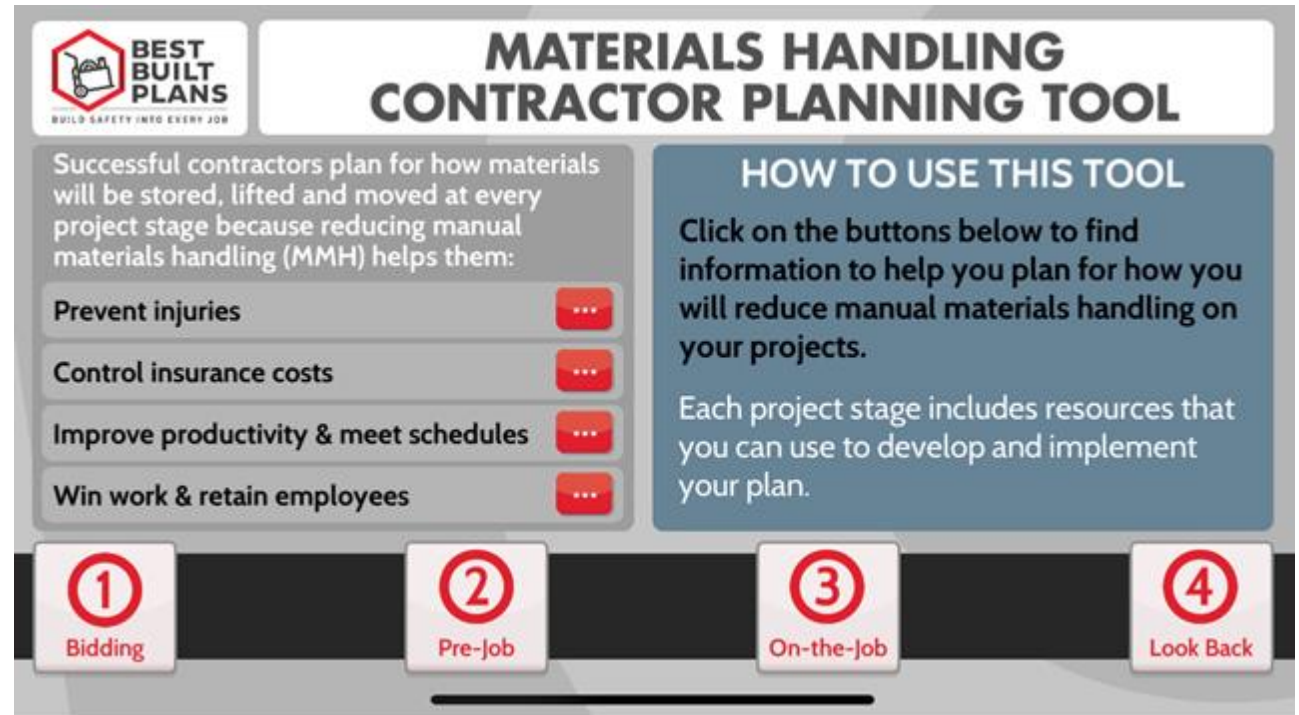 BEST
BUILT
PLANS
BUILD SAFETY INTO EVERY JOB
MATERIALS HANDLING
CONTRACTOR PLANNING TOOL
Successful contractors plan for how materials
will be stored, lifted and moved at every
project stage because reducing manual
materials handling (MMH) helps them:
Prevent injuries
...
Control insurance costs
...
Improve productivity & meet schedules
...
Win work & retain employees
...
HOW TO USE THIS TOOL
Click on the buttons below to find
information to help you plan for how you
will reduce manual materials handling on
your projects.
Each project stage includes resources that
you can use to develop and implement
your plan.
1
Bidding
2
Pre-Job
3
On-the-Job
4
Look Back